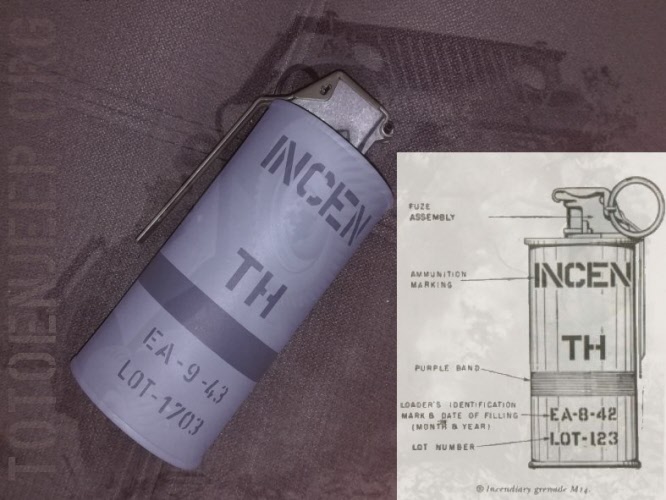 TOTOENJEEP.ORG
INCEN
TH
EA-9-43
LOT-1703
FUZE
ASSEMBLY
AMMUNITION
MARKING
INCEN
TH
PURPLE BAND
LOADER'S IDENTIFICATION
MARK & DATE OF FILLING
(MONTH & YEAR)
EA-8-42
LOT NUMBER
LOT-123
® Incendiary grenade M14.